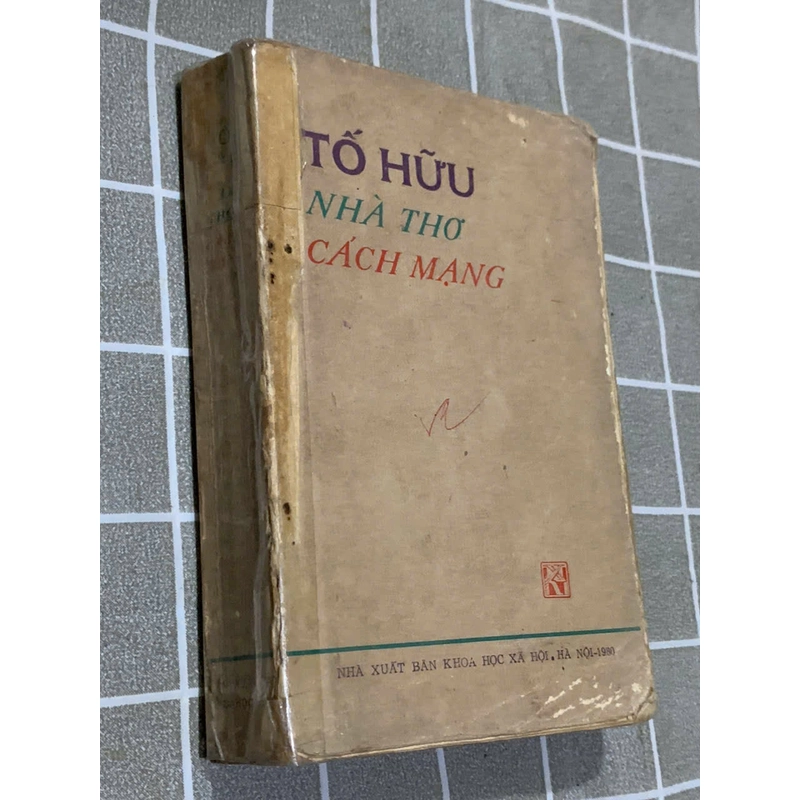 TỐ HỮU
NHÀ THƠ
CÁCH MẠNG
NHÀ XUẤT BẢN KHOA HỌC XÃ HỘI, HÀ NỘI-1980